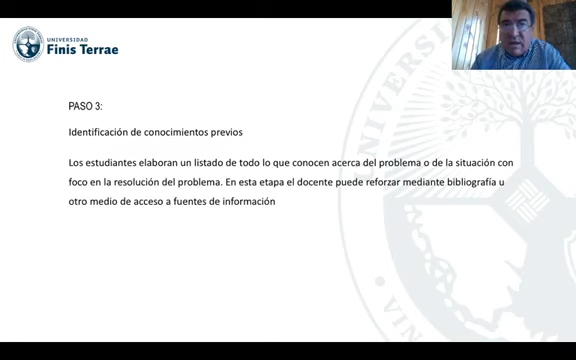 UNIVERSIDAD
Finis Terrae
PASO 3:
Identificación de conocimientos previos
Los estudiantes elaboran un listado de todo lo que conocen acerca del problema o de la situación con
foco en la resolución del problema. En esta etapa el docente puede reforzar mediante bibliografía u
otro medio de acceso a fuentes de información